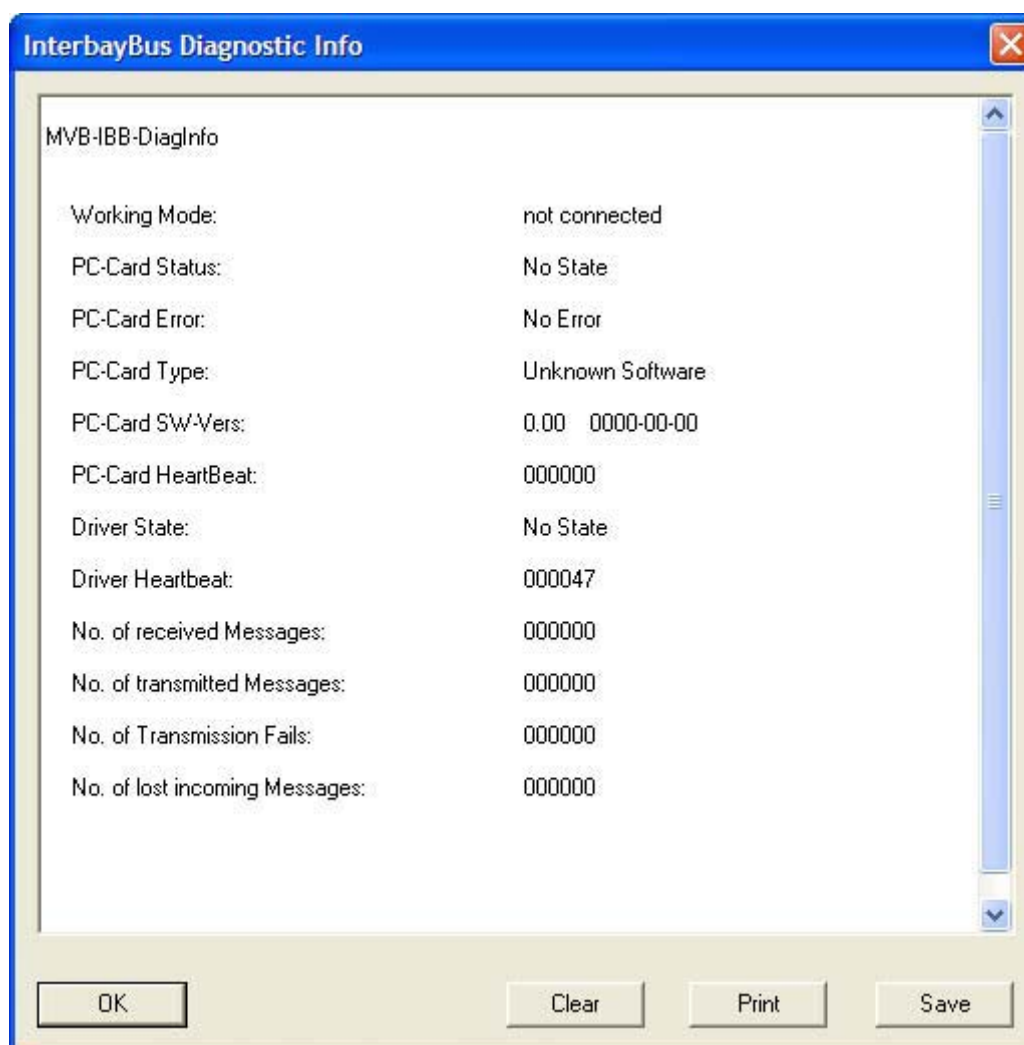 InterbayBus Diagnostic Info
MVB-IBB-DiagInfo
Working Mode: not connected
PC-Card Status: No State
PC-Card Error: No Error
PC-Card Type: Unknown Software
PC-Card SW-Vers: 0.00 0000-00-00
PC-Card HeartBeat: 000000
Driver State: No State
Driver Heartbeat: 000047
No. of received Messages: 000000
No. of transmitted Messages: 000000
No. of Transmission Fails: 000000
No. of lost incoming Messages: 000000
OK Clear Print Save